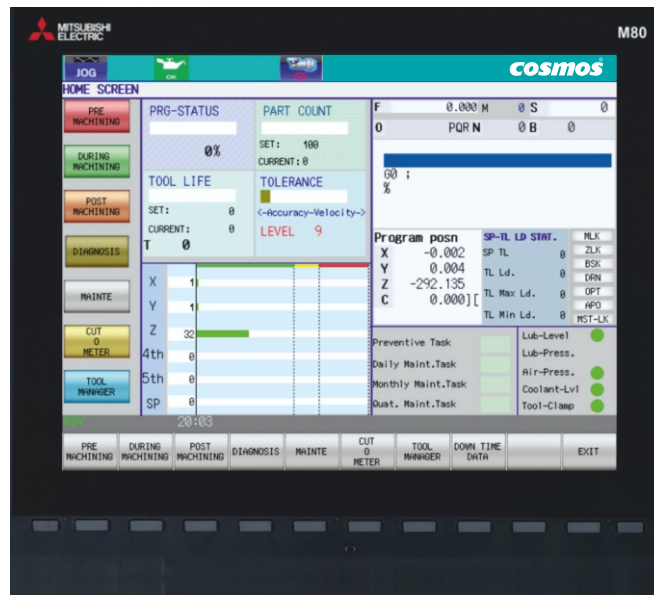 MITSUBISHI
ELECTRIC
M80
JOG
OK
cosmos
HOME SCREEN
PRE
MACHINING
DURING
MACHINING
POST
MACHINING
DIAGNOSIS
MAINTE
CUT
O
METER
TOOL
MANAGER
PRG-STATUS
0%
PART COUNT
SET: 100
CURRENT: 0
TOOL LIFE
SET: 0
CURRENT: 0
T 0
TOLERANCE
<-Accuracy-Velocity->
LEVEL 9
X 1
Y 1
Z 32
4th 0
5th 0
SP 0
F 0.000 M 0 S 0
O PQR N 0 B 0
G0 ;
%
Program posn
X -0.002
Y 0.004
Z -292.135
C 0.000][
SP-TL LD STAT.
SP TL 0
TL Ld. 0
TL Max Ld. 0
TL Min Ld. 0
MLK
ZLK
BSK
DRN
OPT
AFO
MST-LK
Preventive Task
Daily Maint.Task
Monthly Maint.Task
Quat. Maint.Task
Lub-Level
Lub-Press.
Air-Press.
Coolant-Lvl
Tool-Clamp
20:03
PRE
MACHINING
DURING
MACHINING
POST
MACHINING
DIAGNOSIS
MAINTE
CUT
O
METER
TOOL
MANAGER
DOWN TIME
DATA
EXIT